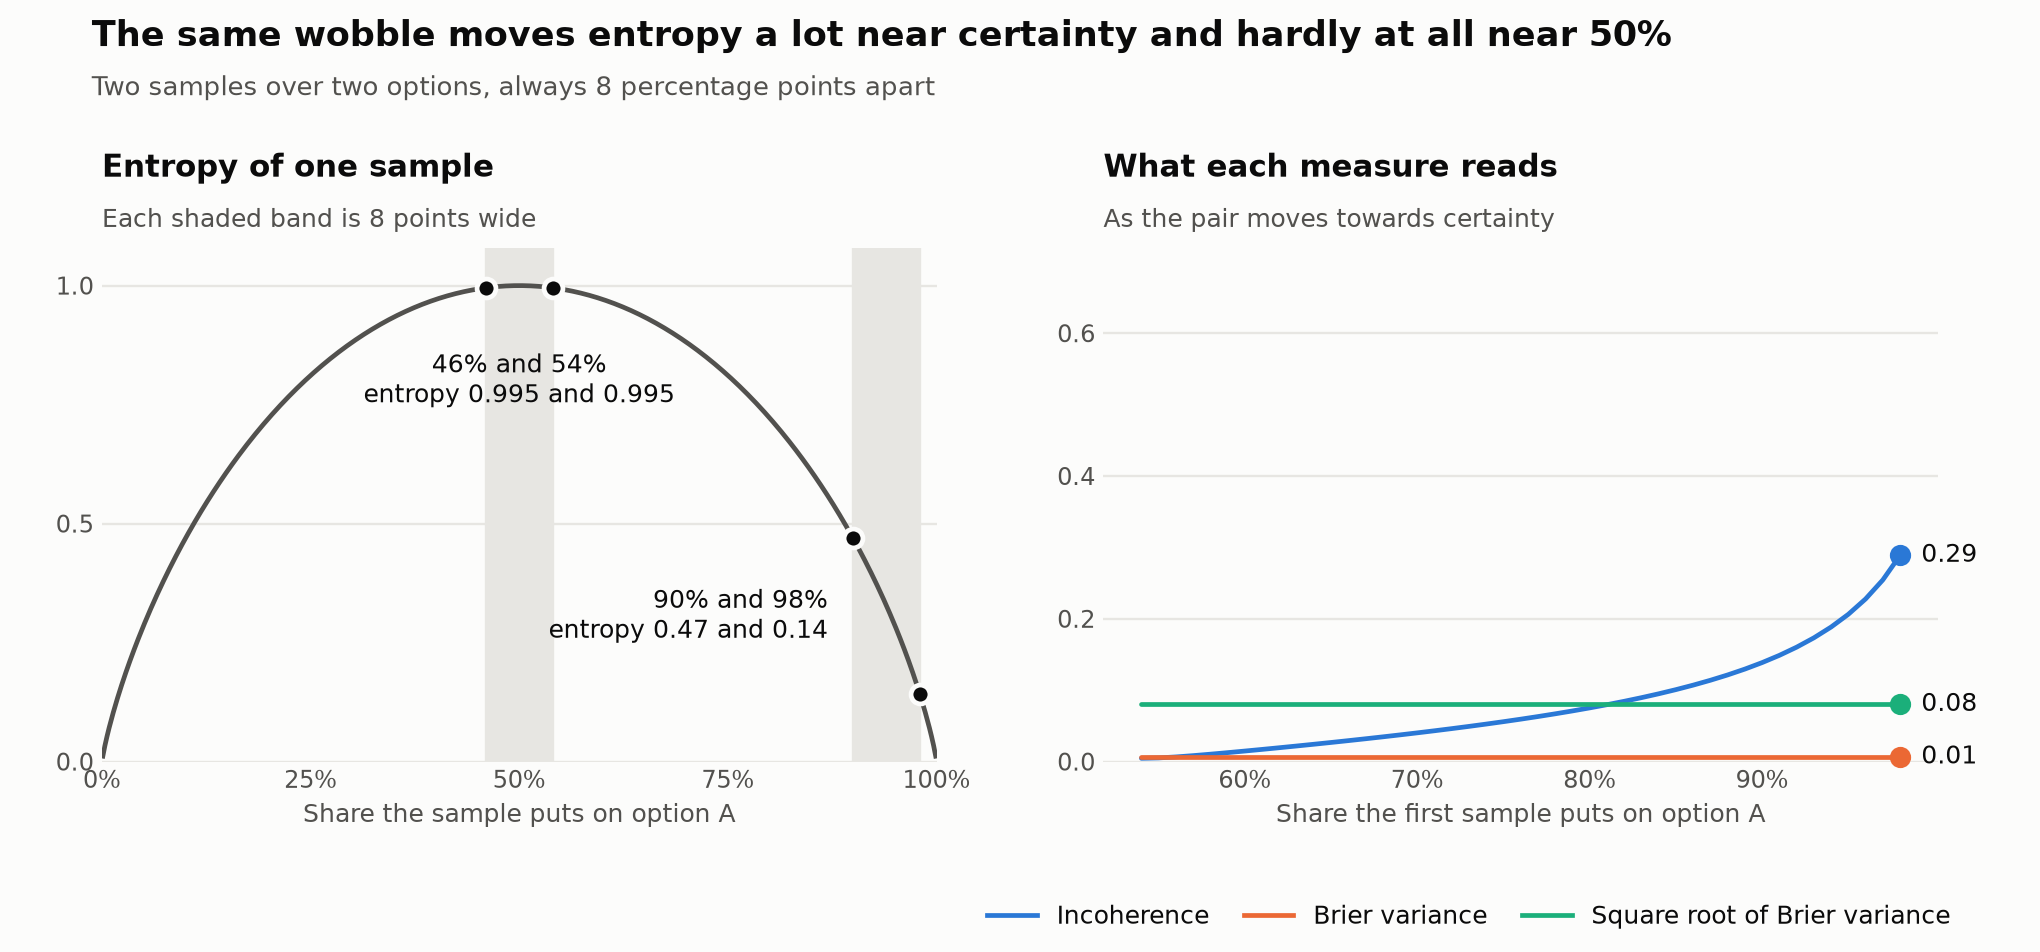 The same wobble moves entropy a lot near certainty and hardly at all near 50%
Two samples over two options, always 8 percentage points apart
Entropy of one sample
Each shaded band is 8 points wide
1.0
0.5
0.0
46% and 54%
entropy 0.995 and 0.995
90% and 98%
entropy 0.47 and 0.14
0%
25%
50%
75%
100%
Share the sample puts on option A
What each measure reads
As the pair moves towards certainty
0.6
0.4
0.2
0.0
0.29
0.08
0.01
60%
70%
80%
90%
Share the first sample puts on option A
Incoherence
Brier variance
Square root of Brier variance